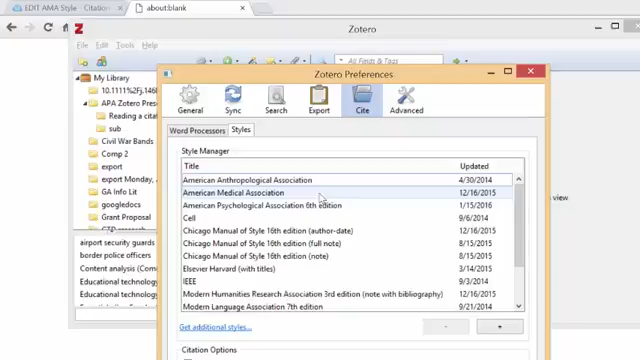 EDIT AMA Style - Citation
about:blank
Zotero
File Edit Tools Help
All Fields & Tags
Zotero Preferences
My Library
10.1111%2Fj.146
APA Zotero Pres
Reading a cita
sub
Civil War Bands
Comp 2
export
export Monday,
GA Info Lit
googledocs
Grant Proposal
airport security guards
border police officers
Content analysis (Comm
Educational technology
Educational technology
General Sync Search Export Cite Advanced
Word Processors Styles
Style Manager
Title Updated
American Anthropological Association 4/30/2014
American Medical Association 12/16/2015
American Psychological Association 6th edition 1/15/2016
Cell 9/6/2014
Chicago Manual of Style 16th edition (author-date) 12/16/2015
Chicago Manual of Style 16th edition (full note) 8/15/2015
Chicago Manual of Style 16th edition (note) 8/15/2015
Elsevier Harvard (with titles) 3/14/2015
IEEE 9/3/2014
Modern Humanities Research Association 3rd edition (note with bibliography) 12/16/2015
Modern Language Association 7th edition 9/21/2014
Get additional styles...
- +
Citation Options
s view